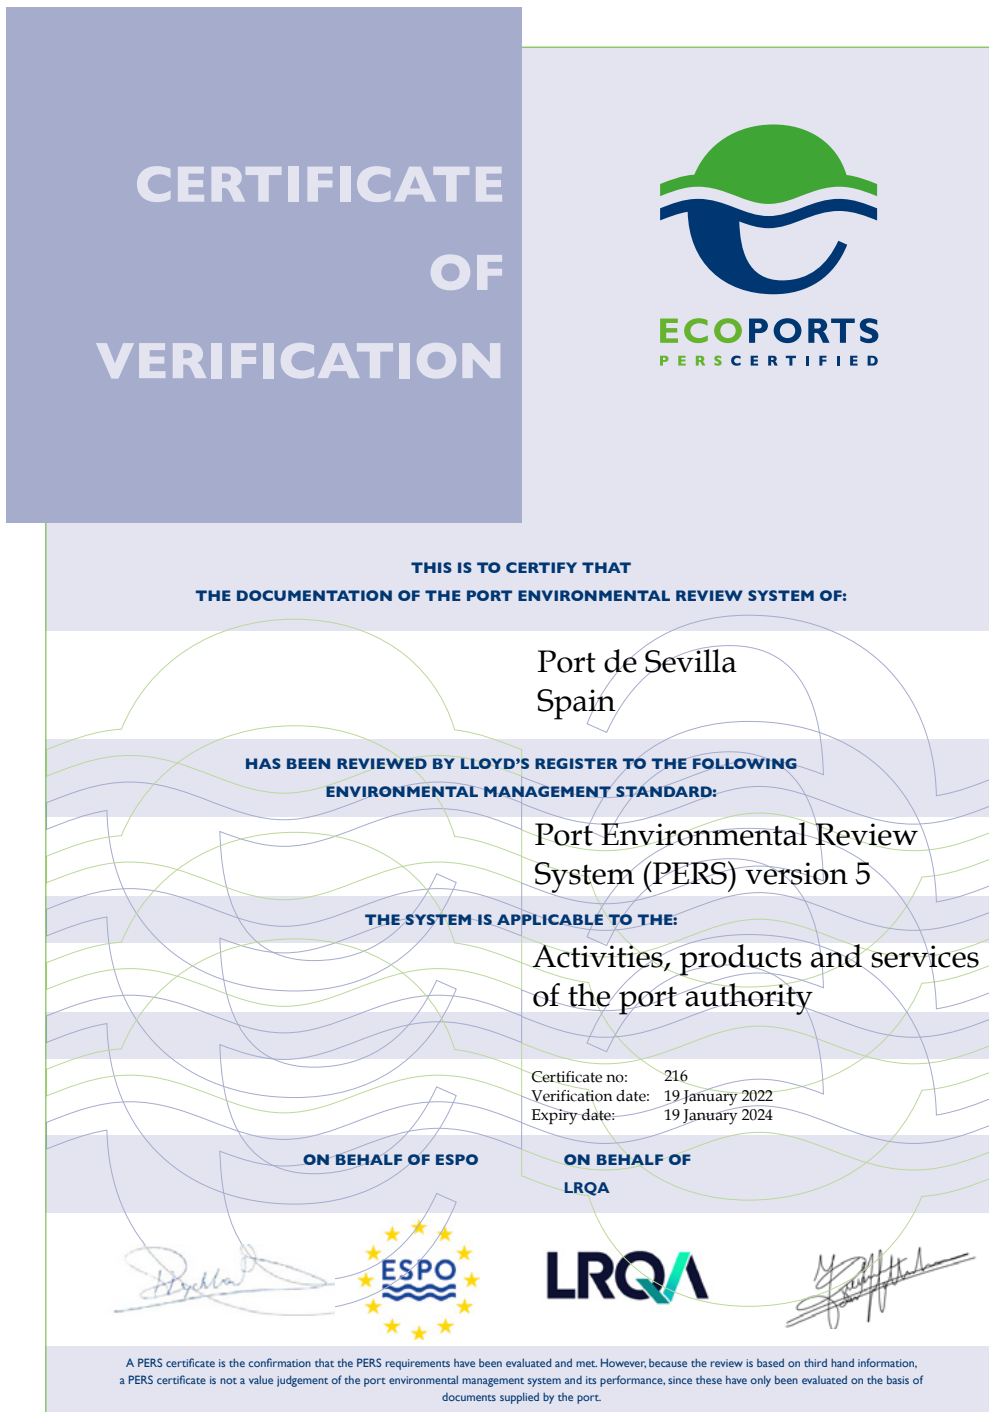 CERTIFICATE
OF
VERIFICATION
ECOPORTS
PERSCERTIFIED
THIS IS TO CERTIFY THAT
THE DOCUMENTATION OF THE PORT ENVIRONMENTAL REVIEW SYSTEM OF:
Port de Sevilla
Spain
HAS BEEN REVIEWED BY LLOYD'S REGISTER TO THE FOLLOWING
ENVIRONMENTAL MANAGEMENT STANDARD:
Port Environmental Review
System (PERS) version 5
THE SYSTEM IS APPLICABLE TO THE:
Activities, products and services
of the port authority
Certificate no: 216
Verification date: 19 January 2022
Expiry date: 19 January 2024
ON BEHALF OF ESPO
ON BEHALF OF
LRQA
ESPO
LRQA
A PERS certificate is the confirmation that the PERS requirements have been evaluated and met. However, because the review is based on third hand information,
a PERS certificate is not a value judgement of the port environmental management system and its performance, since these have only been evaluated on the basis of
documents supplied by the port.